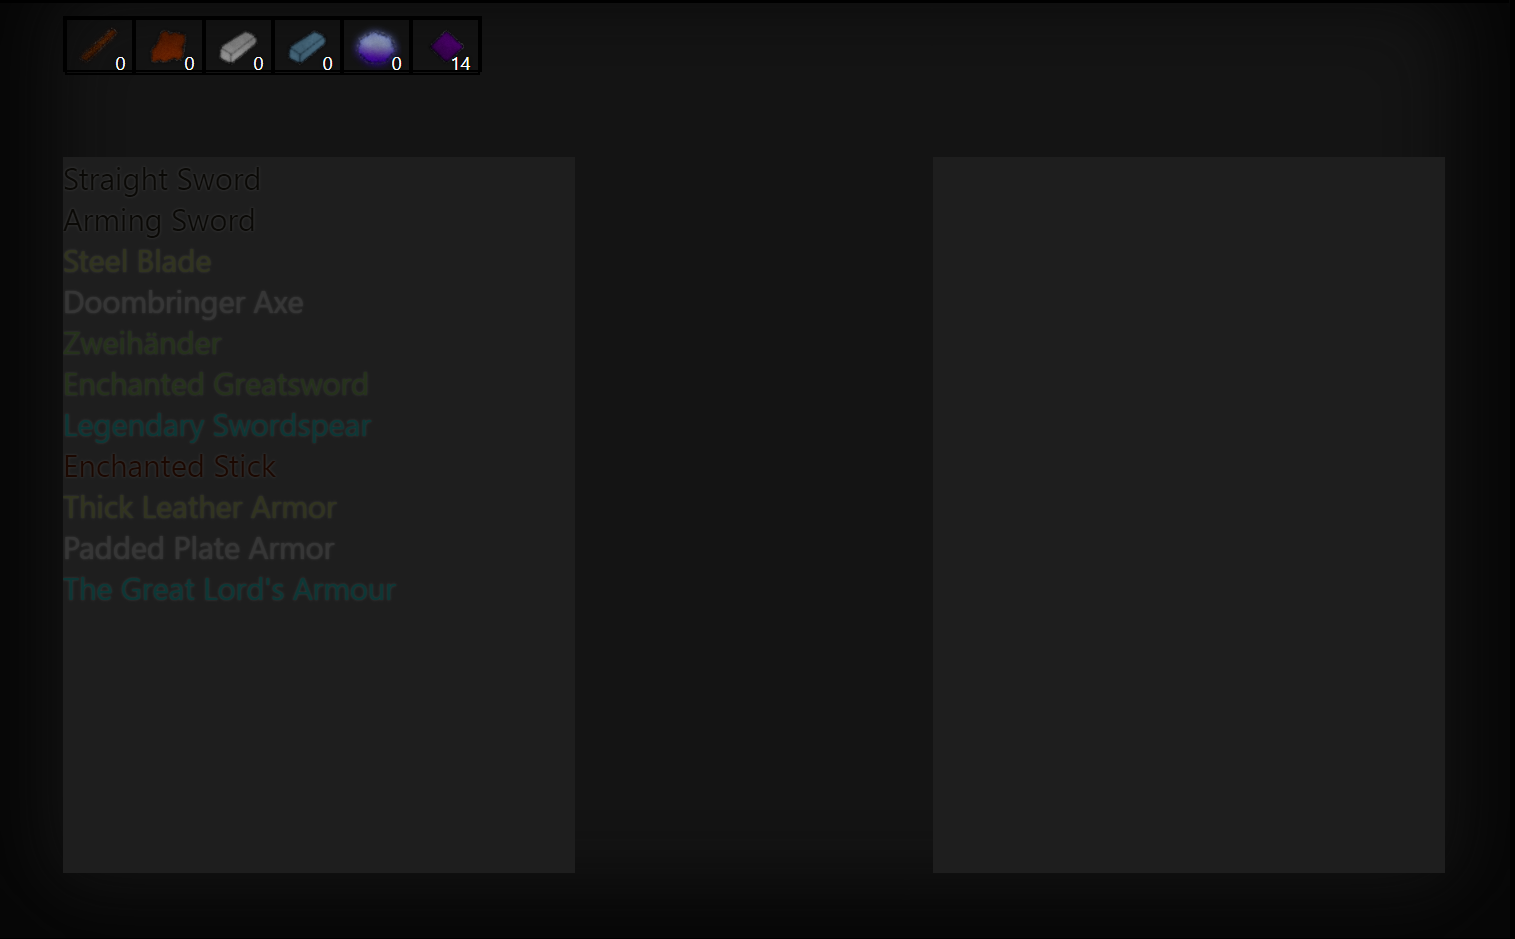 0 0 0 0 0 14
Straight Sword
Arming Sword
Steel Blade
Doombringer Axe
Zweihänder
Enchanted Greatsword
Legendary Swordspear
Enchanted Stick
Thick Leather Armor
Padded Plate Armor
The Great Lord's Armour